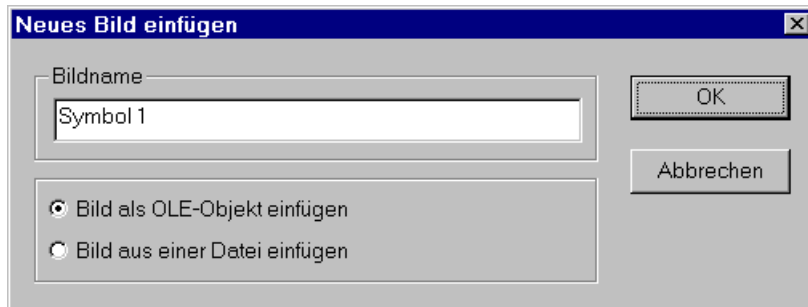 Neues Bild einfügen
Bildname
Symbol 1
OK
Abbrechen
Bild als OLE-Objekt einfügen
Bild aus einer Datei einfügen